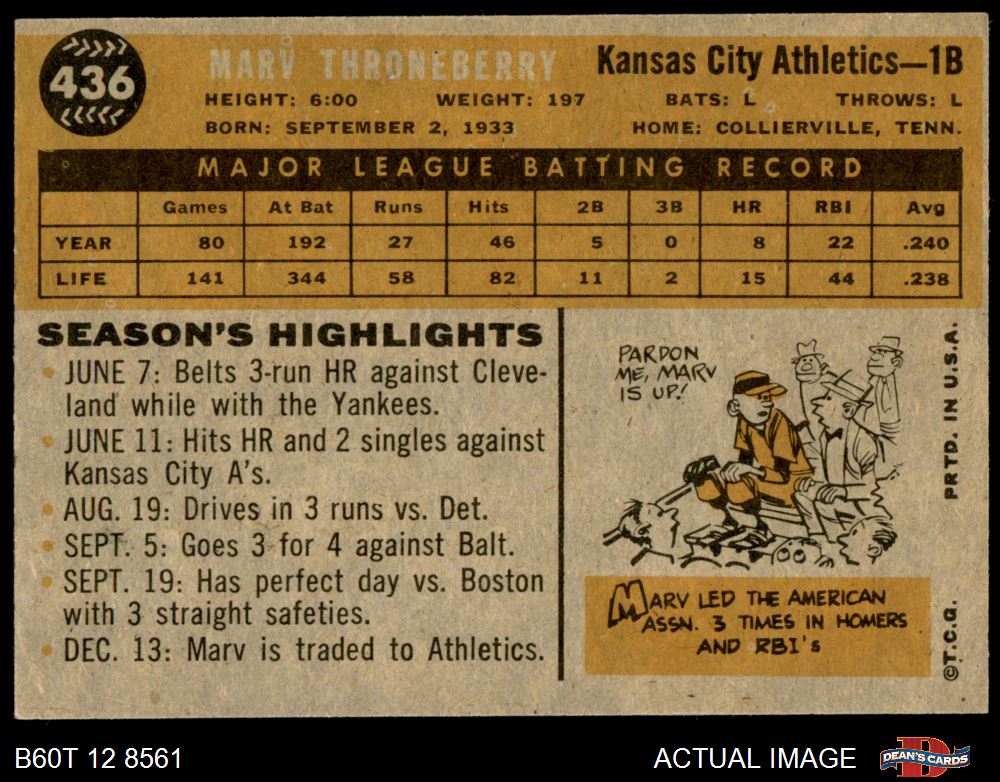 436
MARV THRONEBERRY
Kansas City Athletics—1B
HEIGHT: 6:00 WEIGHT: 197 BATS: L THROWS: L
BORN: SEPTEMBER 2, 1933 HOME: COLLIERVILLE, TENN.
MAJOR LEAGUE BATTING RECORD
Games At Bat Runs Hits 2B 3B HR RBI Avg
YEAR 80 192 27 46 5 0 8 22 .240
LIFE 141 344 58 82 11 2 15 44 .238
SEASON'S HIGHLIGHTS
• JUNE 7: Belts 3-run HR against Cleve-
land while with the Yankees.
• JUNE 11: Hits HR and 2 singles against
Kansas City A's.
• AUG. 19: Drives in 3 runs vs. Det.
• SEPT. 5: Goes 3 for 4 against Balt.
• SEPT. 19: Has perfect day vs. Boston
with 3 straight safeties.
• DEC. 13: Marv is traded to Athletics.
PARDON
ME, MARV
IS UP!
MARV LED THE AMERICAN
ASSN. 3 TIMES IN HOMERS
AND RBI's
©T.C.G. PRTD. IN U.S.A.
B60T 12 8561
ACTUAL IMAGE
DEAN'S CARDS